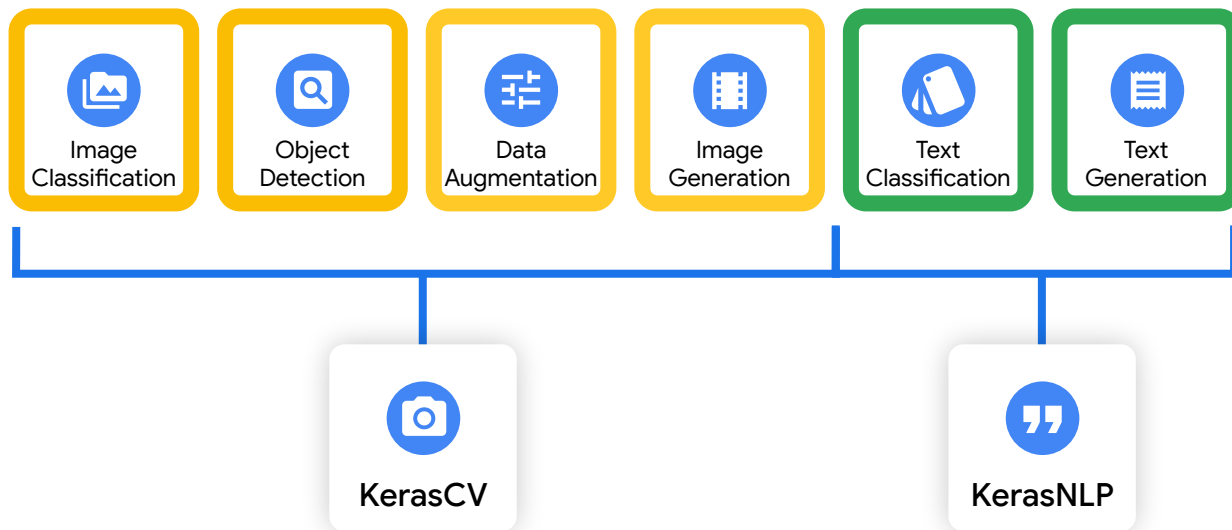 Image
Classification
Object
Detection
Data
Augmentation
Image
Generation
Text
Classification
Text
Generation
KerasCV
KerasNLP